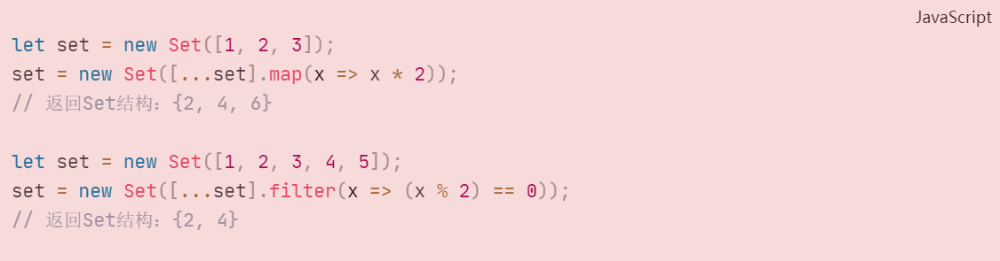 JavaScript
let set = new Set([1, 2, 3]);
set = new Set([...set].map(x => x * 2));
// 返回Set结构：{2, 4, 6}
let set = new Set([1, 2, 3, 4, 5]);
set = new Set([...set].filter(x => (x % 2) == 0));
// 返回Set结构：{2, 4}